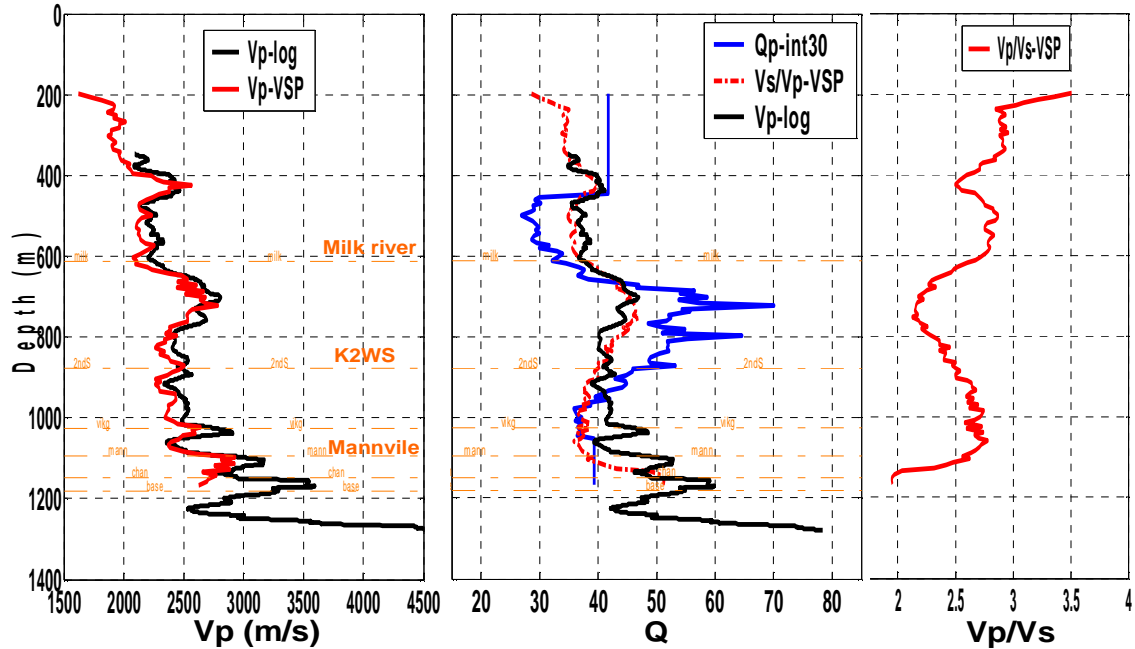 Depth (m)
0
200
400
600
800
1000
1200
1400
Vp-log
Vp-VSP
Milk river
milk
milk
K2WS
2ndS
2ndS
vikg
vikg
Mannvile
mann
mann
chan
chan
base
base
1500 2000 2500 3000 3500 4000 4500
Vp (m/s)
Qp-int30
Vs/Vp-VSP
Vp-log
milk
milk
2ndS
2ndS
vikg
vikg
mann
mann
chan
base
20 30 40 50 60 70 80
Q
Vp/Vs-VSP
2 2.5 3 3.5 4
Vp/Vs